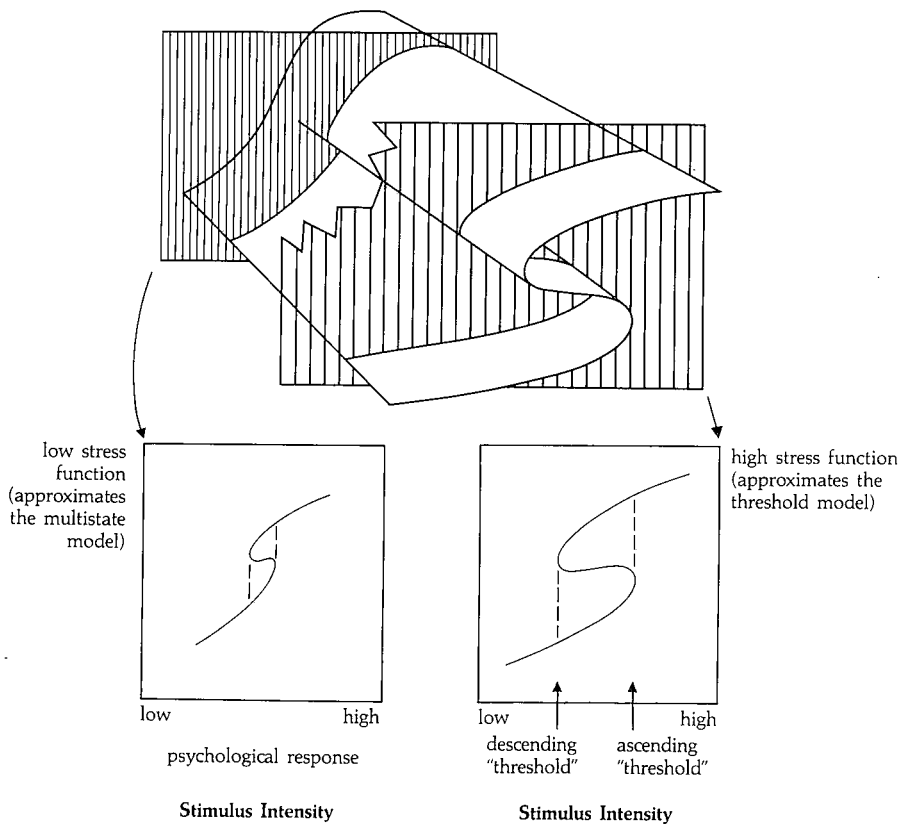 low stress
function
(approximates
the multistate
model)
high stress function
(approximates the
threshold model)
low
high
psychological response
Stimulus Intensity
low
high
descending
"threshold"
ascending
"threshold"
Stimulus Intensity